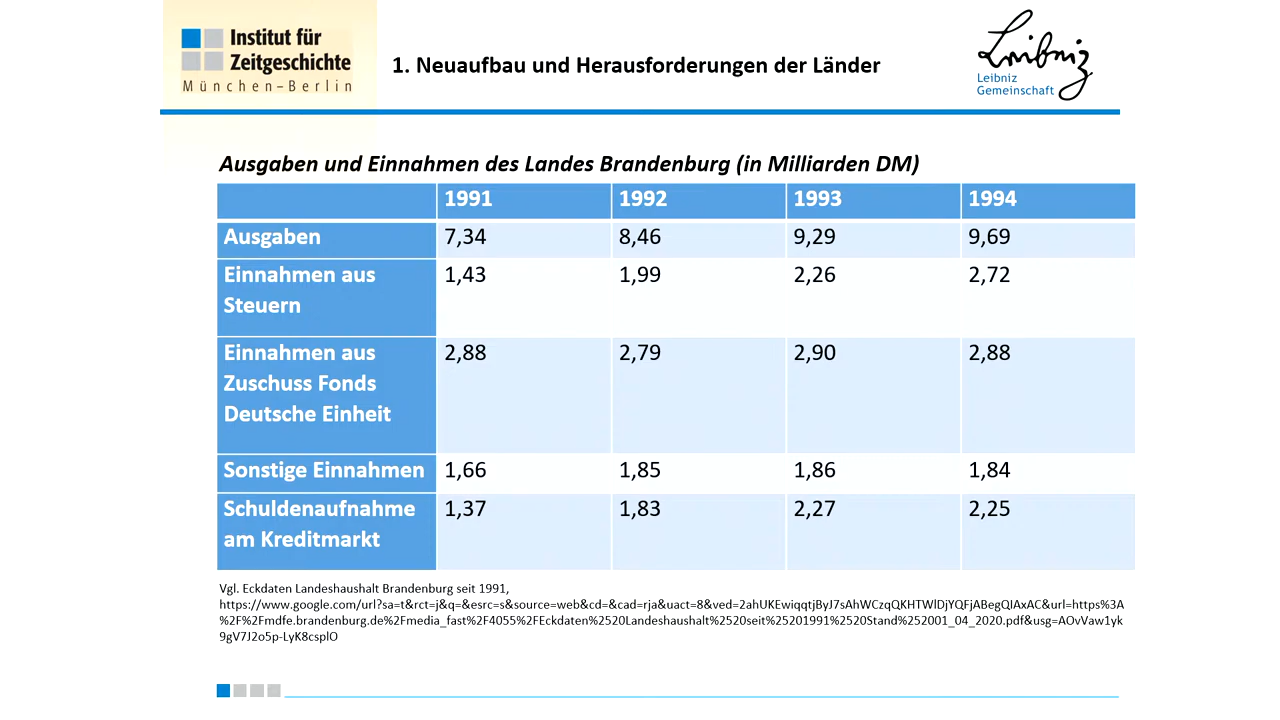 Institut für
Zeitgeschichte
München–Berlin
1. Neuaufbau und Herausforderungen der Länder
Leibniz
Leibniz
Gemeinschaft
Ausgaben und Einnahmen des Landes Brandenburg (in Milliarden DM)
1991 1992 1993 1994
Ausgaben 7,34 8,46 9,29 9,69
Einnahmen aus 1,43 1,99 2,26 2,72
Steuern
Einnahmen aus 2,88 2,79 2,90 2,88
Zuschuss Fonds
Deutsche Einheit
Sonstige Einnahmen 1,66 1,85 1,86 1,84
Schuldenaufnahme 1,37 1,83 2,27 2,25
am Kreditmarkt
Vgl. Eckdaten Landeshaushalt Brandenburg seit 1991,
https://www.google.com/url?sa=t&rct=j&q=&esrc=s&source=web&cd=&cad=rja&uact=8&ved=2ahUKEwiqqtjByJ7sAhWCzqQKHTWlDjYQFjABegQIAxAC&url=https%3A
%2F%2Fmdfe.brandenburg.de%2Fmedia_fast%2F4055%2FEckdaten%2520Landeshaushalt%2520seit%25201991%2520Stand%252001_04_2020.pdf&usg=AOvVaw1yk
9gV7J2o5p-LyK8csplO